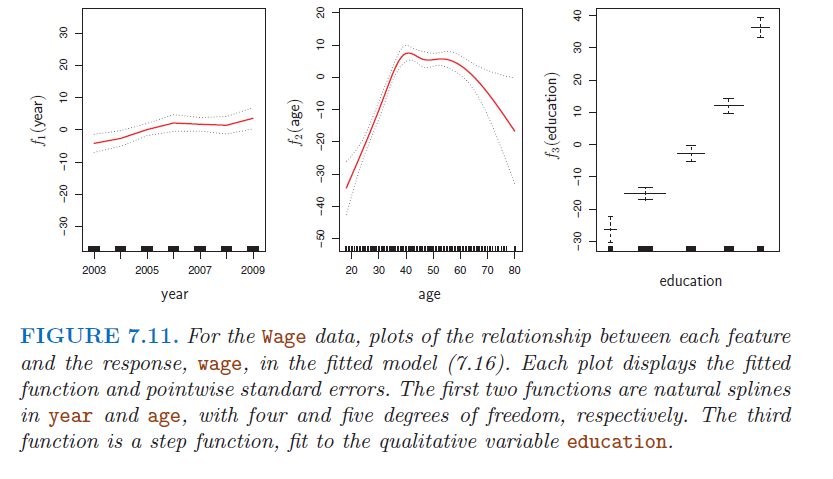 f1(year)
30
20
10
0
−10
−20
−30
2003 2005 2007 2009
year
f2(age)
20
10
0
−10
−20
−30
−40
−50
20 30 40 50 60 70 80
age
f3(education)
40
30
20
10
0
−10
−20
−30
education
FIGURE 7.11. For the Wage data, plots of the relationship between each feature
and the response, wage, in the fitted model (7.16). Each plot displays the fitted
function and pointwise standard errors. The first two functions are natural splines
in year and age, with four and five degrees of freedom, respectively. The third
function is a step function, fit to the qualitative variable education.